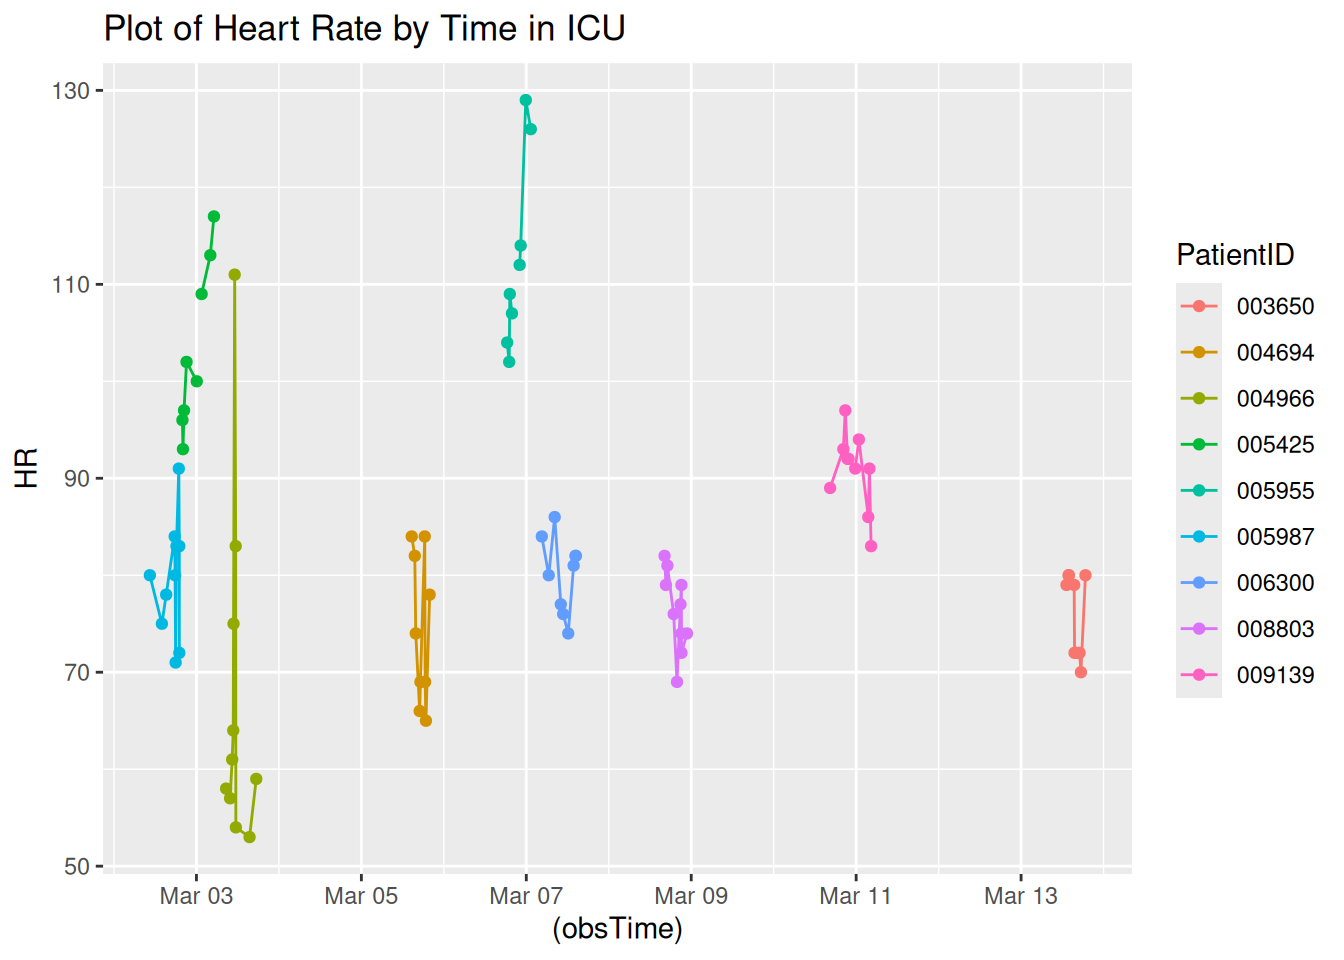 Plot of Heart Rate by Time in ICU
130
110
90
70
50
HR
Mar 03
Mar 05
Mar 07
Mar 09
Mar 11
Mar 13
(obsTime)
PatientID
003650
004694
004966
005425
005955
005987
006300
008803
009139